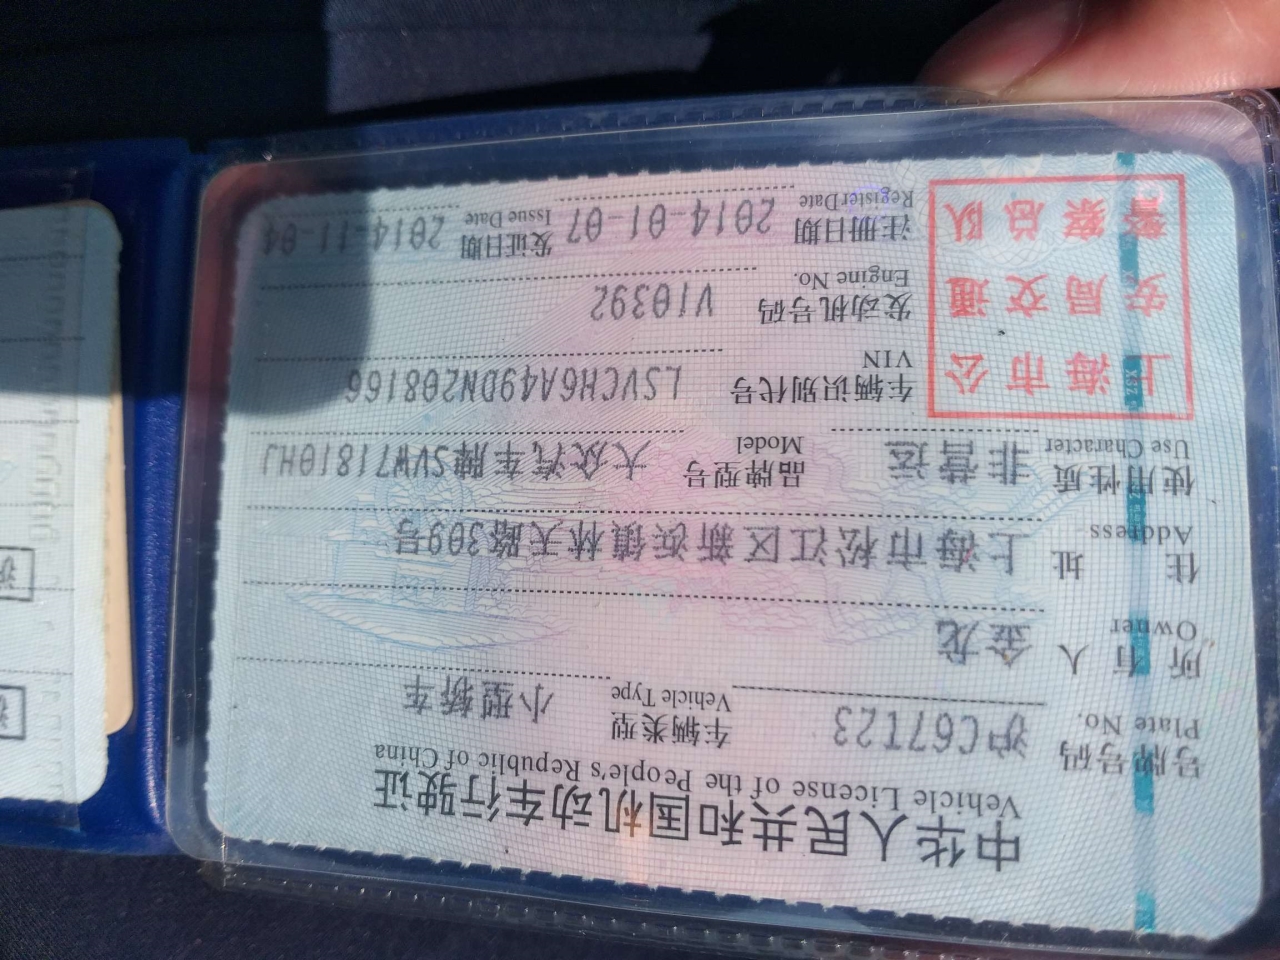 中华人民共和国机动车行驶证
Vehicle License of the People's Republic of China
号牌号码 沪C67T23 车辆类型 小型轿车
Plate No. Vehicle Type
所有人 金龙
Owner
住址 上海市松江区新浜镇林天路309号
Address
使用性质 非营运 品牌型号 大众汽车牌SVW71810HJ
Use Character Model
上海市公
安局交通
警察总队
车辆识别代号 LSVCH6A49DN208166
VIN
发动机号码 V10392
Engine No.
注册日期 2014-01-07 发证日期 2014-11-04
Register Date Issue Date